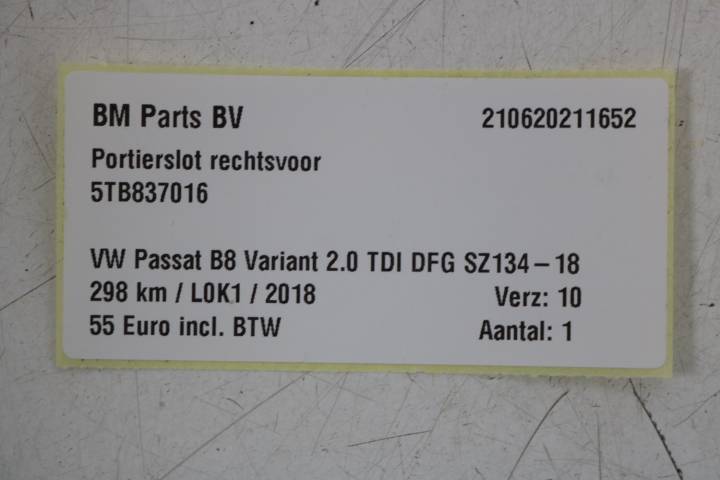 BM Parts BV 210620211652
Portierslot rechtsvoor
5TB837016
VW Passat B8 Variant 2.0 TDI DFG SZ134-18
298 km / L0K1 / 2018 Verz: 10
55 Euro incl. BTW Aantal: 1